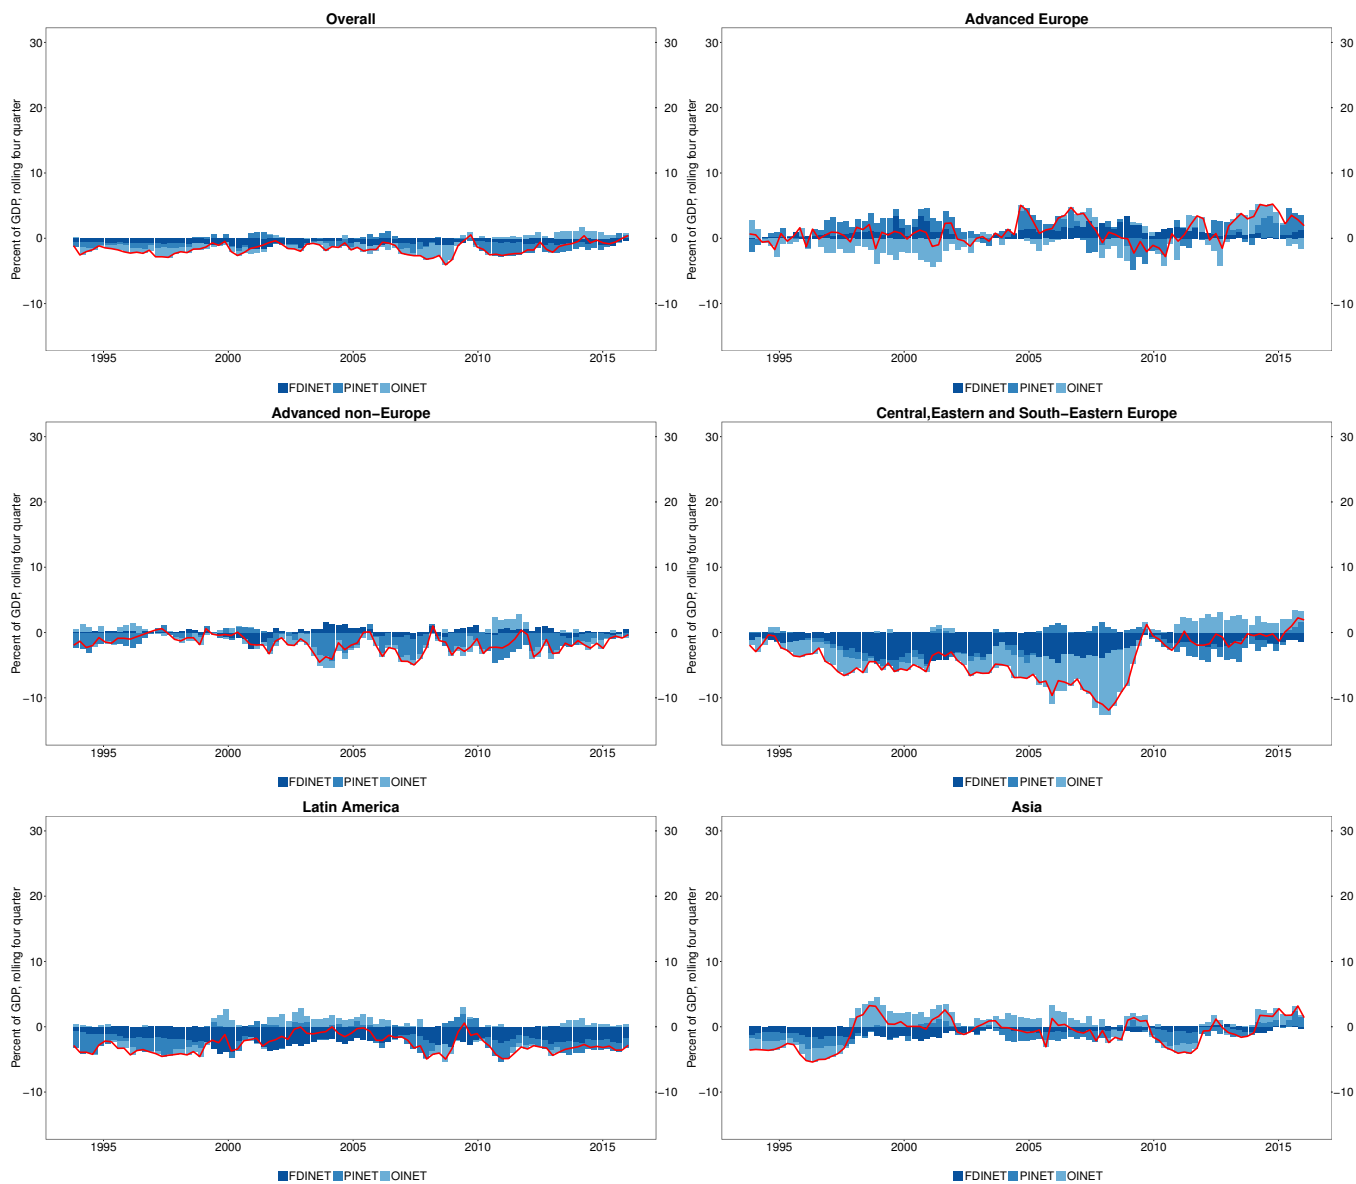 Overall
Percent of GDP, rolling four quarter
30
20
10
0
−10
30
20
10
0
−10
1995 2000 2005 2010 2015
FDINET PINET OINET
Advanced Europe
Percent of GDP, rolling four quarter
30
20
10
0
−10
30
20
10
0
−10
1995 2000 2005 2010 2015
FDINET PINET OINET
Advanced non−Europe
Percent of GDP, rolling four quarter
30
20
10
0
−10
30
20
10
0
−10
1995 2000 2005 2010 2015
FDINET PINET OINET
Central,Eastern and South−Eastern Europe
Percent of GDP, rolling four quarter
30
20
10
0
−10
30
20
10
0
−10
1995 2000 2005 2010 2015
FDINET PINET OINET
Latin America
Percent of GDP, rolling four quarter
30
20
10
0
−10
30
20
10
0
−10
1995 2000 2005 2010 2015
FDINET PINET OINET
Asia
Percent of GDP, rolling four quarter
30
20
10
0
−10
30
20
10
0
−10
1995 2000 2005 2010 2015
FDINET PINET OINET